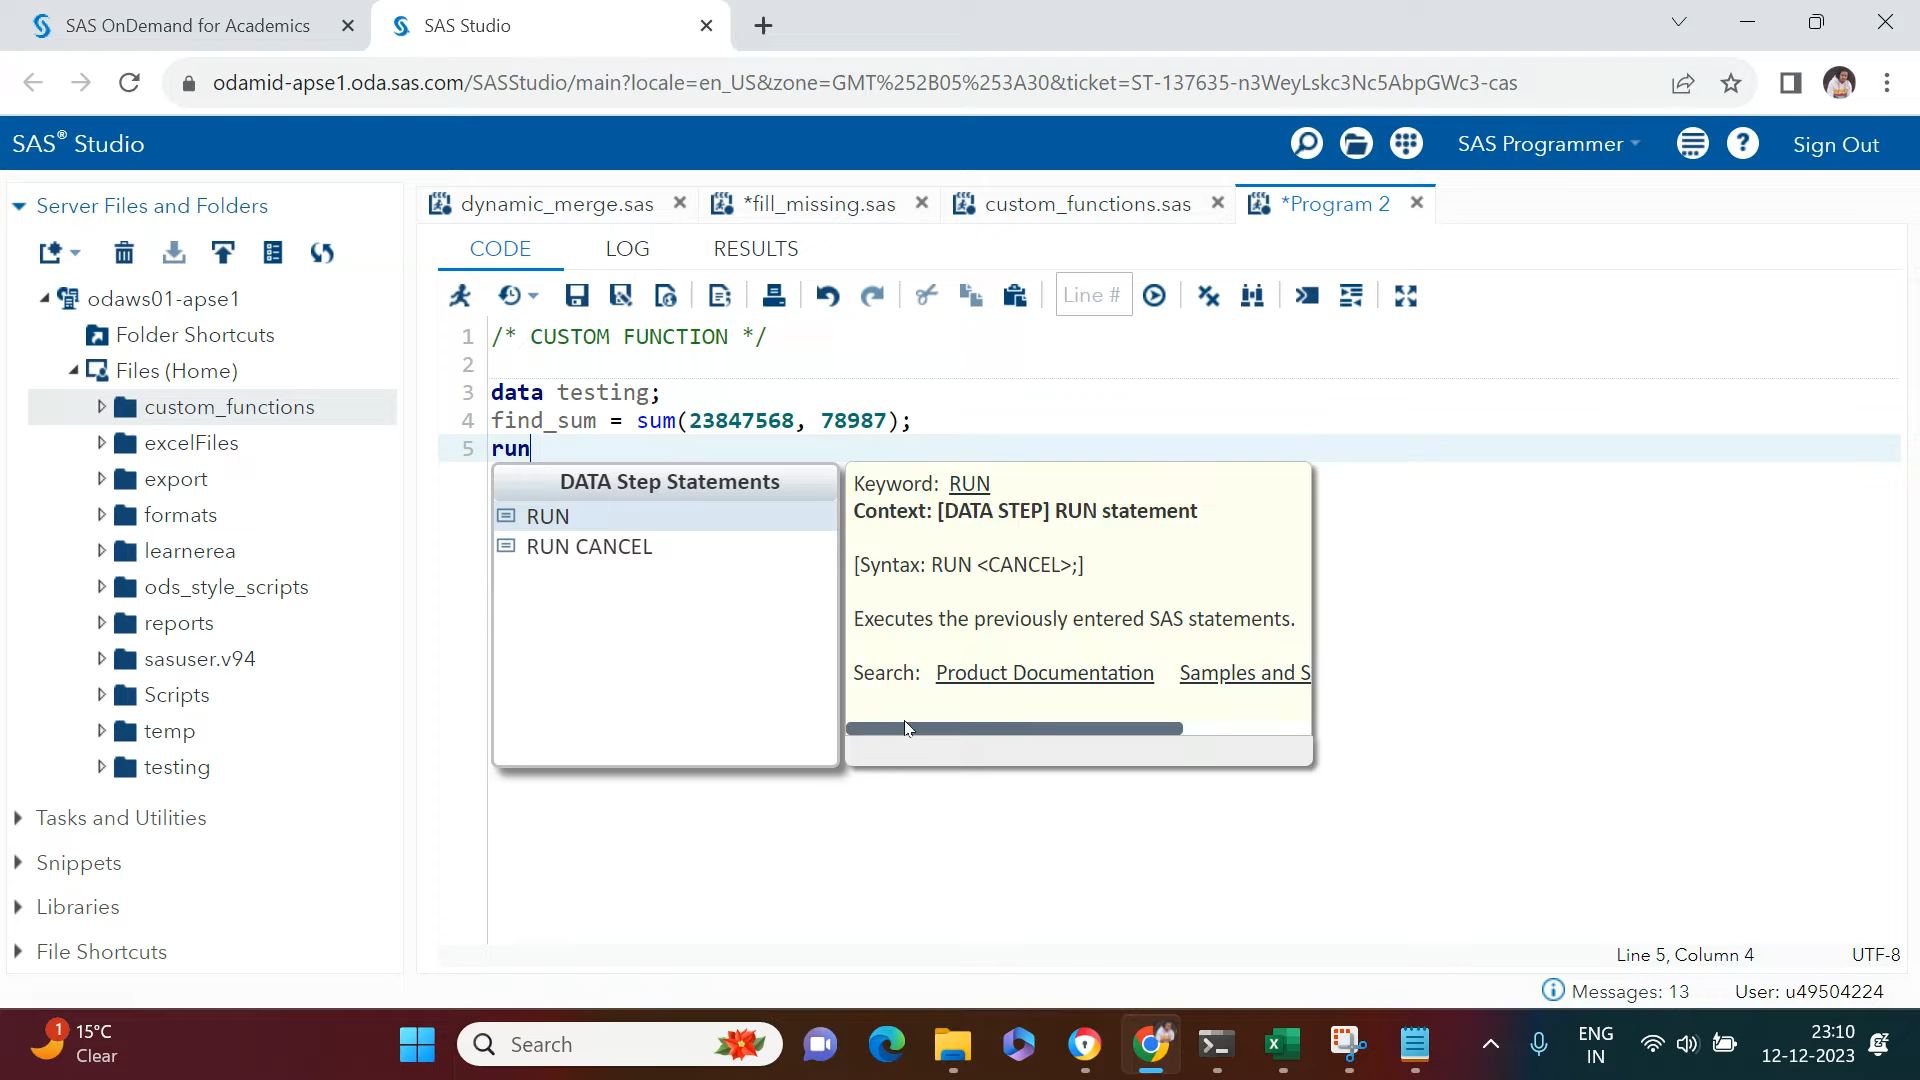 SAS OnDemand for Academics
SAS Studio
odamid-apse1.oda.sas.com/SASStudio/main?locale=en_US&zone=GMT%252B05%253A30&ticket=ST-137635-n3WeyLskc3Nc5AbpGWc3-cas
SAS® Studio
SAS Programmer
Sign Out
Server Files and Folders
odaws01-apse1
Folder Shortcuts
Files (Home)
custom_functions
excelFiles
export
formats
learnerea
ods_style_scripts
reports
sasuser.v94
Scripts
temp
testing
Tasks and Utilities
Snippets
Libraries
File Shortcuts
dynamic_merge.sas
*fill_missing.sas
custom_functions.sas
*Program 2
CODE
LOG
RESULTS
Line #
1 /* CUSTOM FUNCTION */
2
3 data testing;
4 find_sum = sum(23847568, 78987);
5 run
DATA Step Statements
RUN
RUN CANCEL
Keyword: RUN
Context: [DATA STEP] RUN statement
[Syntax: RUN <CANCEL>;]
Executes the previously entered SAS statements.
Search: Product Documentation Samples and S
Line 5, Column 4
UTF-8
Messages: 13
User: u49504224
1
15°C
Clear
Search
ENG
IN
23:10
12-12-2023